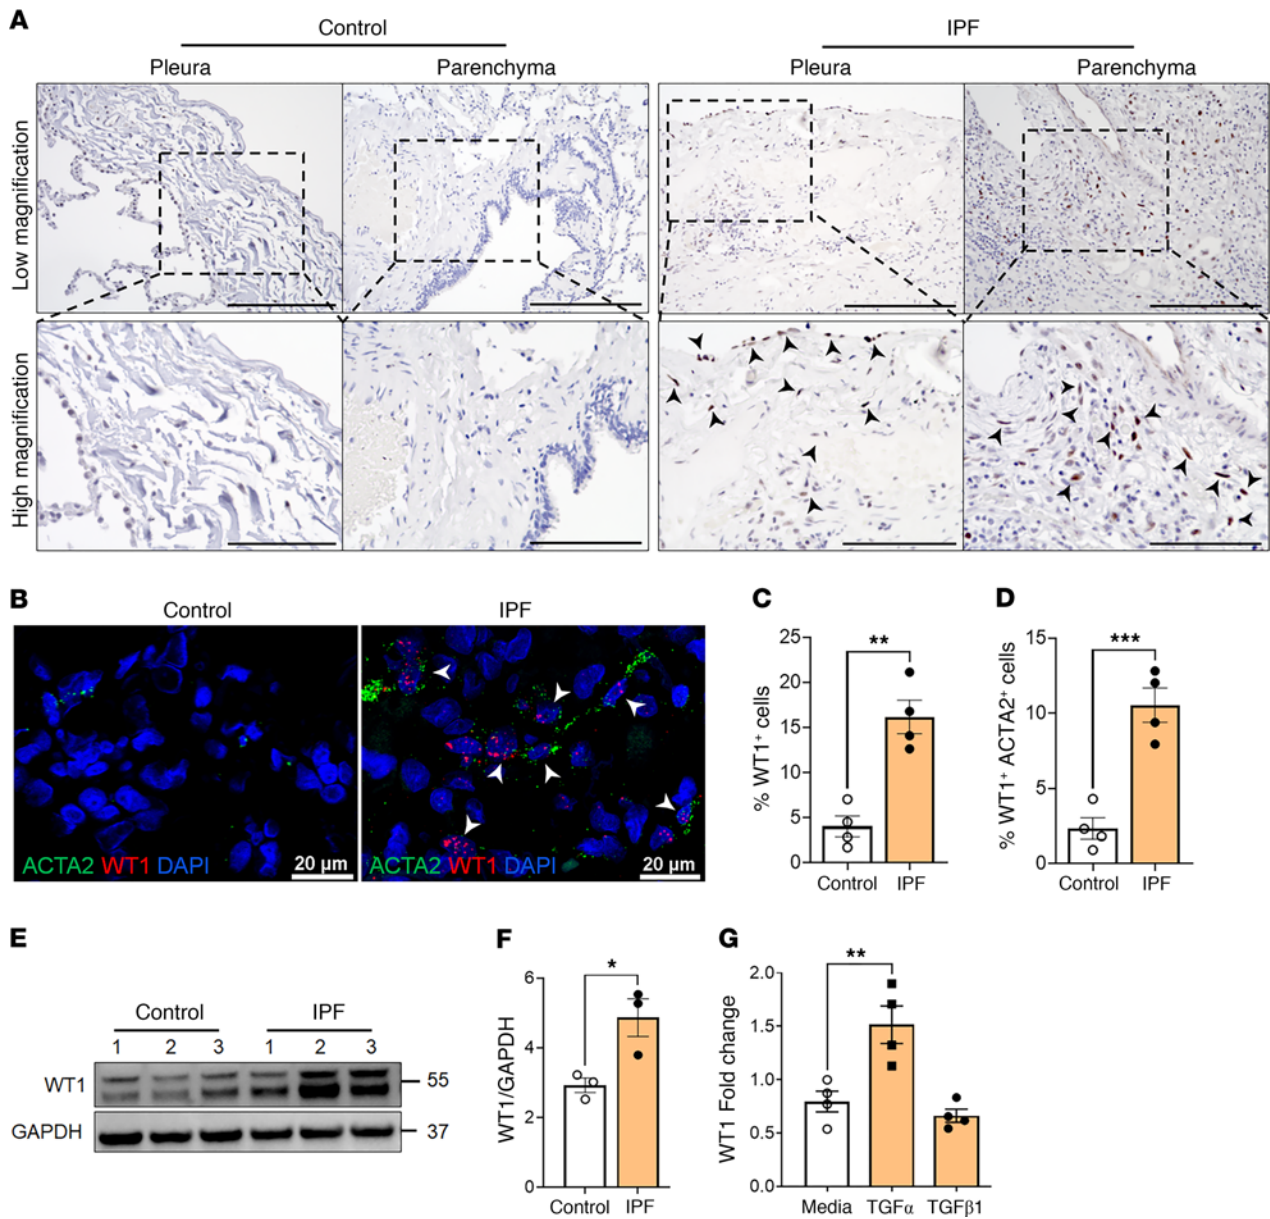 A
Control
IPF
Pleura
Parenchyma
Pleura
Parenchyma
Low magnification
High magnification
B
Control
IPF
ACTA2 WT1 DAPI
20 µm
ACTA2 WT1 DAPI
20 µm
C
% WT1⁺ cells
25
20
15
10
5
0
**
Control
IPF
D
% WT1⁺ ACTA2⁺ cells
15
10
5
0
***
Control
IPF
E
Control
IPF
1 2 3 1 2 3
WT1
55
GAPDH
37
F
WT1/GAPDH
6
4
2
0
*
Control
IPF
G
WT1 Fold change
2.0
1.5
1.0
0.5
0.0
**
Media
TGFα
TGFβ1